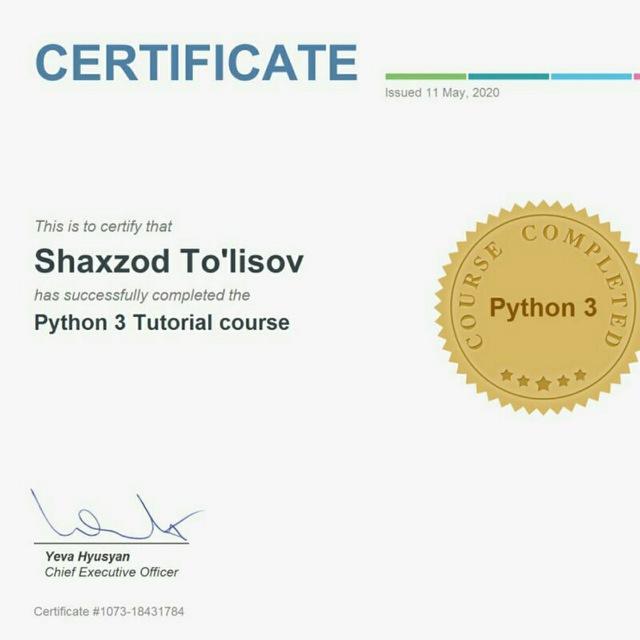 CERTIFICATE
Issued 11 May, 2020
This is to certify that
Shaxzod To'lisov
has successfully completed the
Python 3 Tutorial course
COURSE COMPLETED
Python 3
Yeva Hyusyan
Chief Executive Officer
Certificate #1073-18431784